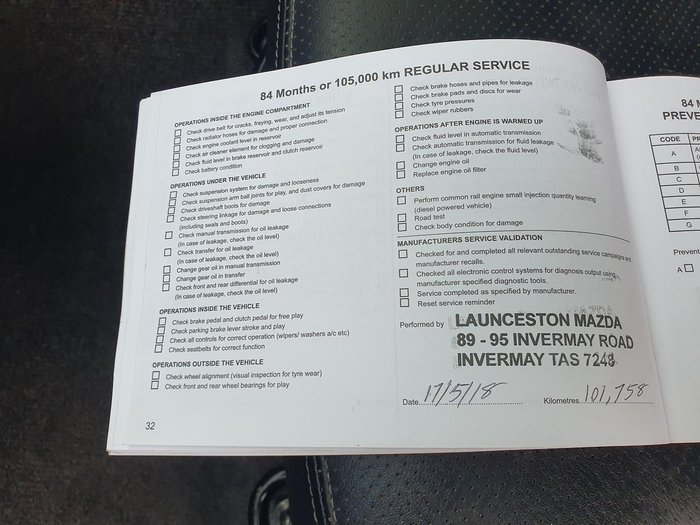 84 Months or 105,000 km REGULAR SERVICE
OPERATIONS INSIDE THE ENGINE COMPARTMENT
Check drive belt for cracks, fraying, wear, and adjust its tension
Check radiator hoses for damage and proper connection
Check engine coolant level in reservoir
Check air cleaner element for clogging and damage
Check fluid level in brake reservoir and clutch reservoir
Check battery condition
OPERATIONS UNDER THE VEHICLE
Check suspension system for damage and looseness
Check suspension arm ball joints for play, and dust covers for damage
Check driveshaft boots for damage
Check steering linkage for damage and loose connections
(including seals and boots)
Check manual transmission for oil leakage
(In case of leakage, check the oil level)
Check transfer for oil leakage
(In case of leakage, check the oil level)
Change gear oil in manual transmission
Change gear oil in transfer
Check front and rear differential for oil leakage
(In case of leakage, check the oil level)
OPERATIONS INSIDE THE VEHICLE
Check brake pedal and clutch pedal for free play
Check parking brake lever stroke and play
Check all controls for correct operation (wipers/ washers a/c etc)
Check seatbelts for correct function
OPERATIONS OUTSIDE THE VEHICLE
Check wheel alignment (visual inspection for tyre wear)
Check front and rear wheel bearings for play
32
Check brake hoses and pipes for leakage
Check brake pads and discs for wear
Check tyre pressures
Check wiper rubbers
OPERATIONS AFTER ENGINE IS WARMED UP
Check fluid level in automatic transmission
Check automatic transmission for fluid leakage
(In case of leakage, check the fluid level)
Change engine oil
Replace engine oil filter
OTHERS
Perform common rail engine small injection quantity learning
(diesel powered vehicle)
Road test
Check body condition for damage
MANUFACTURERS SERVICE VALIDATION
Checked for and completed all relevant outstanding service campaigns and
manufacturer recalls.
Checked all electronic control systems for diagnosis output using
manufacturer specified diagnostic tools.
Service completed as specified by manufacturer.
Reset service reminder
Performed by LAUNCESTON MAZDA
89 - 95 INVERMAY ROAD
INVERMAY TAS 7248
Date 17/5/18 Kilometres 101,758
84
PREVE
CODE
A
B
C
D
E
F
G
Prevent
A